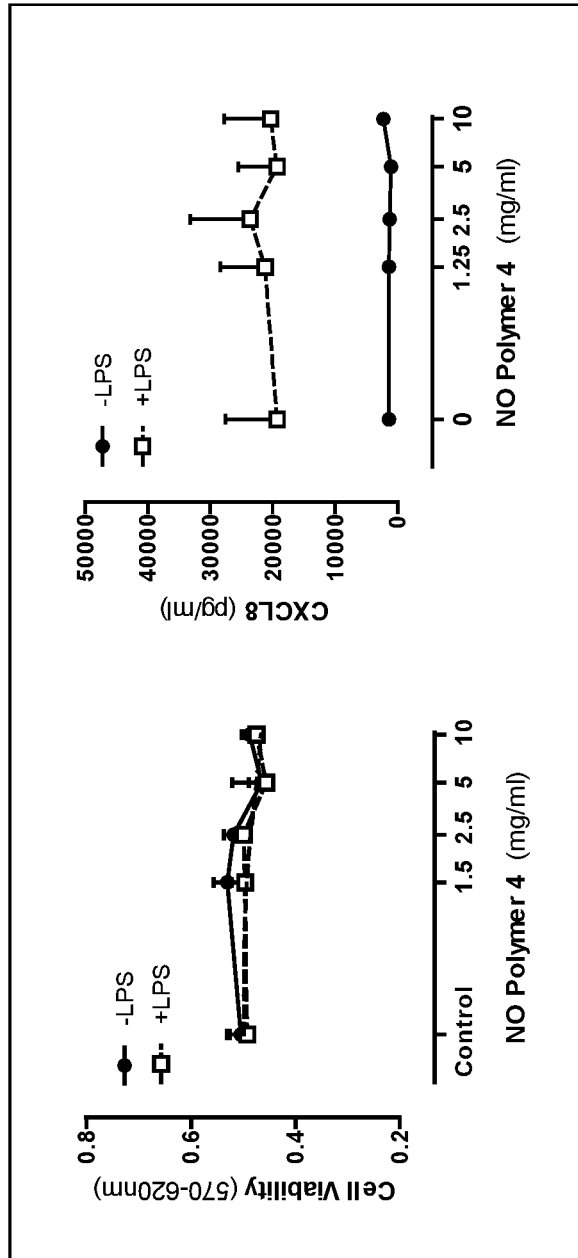 -LPS
+LPS
0.8
0.6
0.4
0.2
Cell Viability (570-620nm)
Control 1.5 2.5 5 10
NO Polymer 4 (mg/ml)
-LPS
+LPS
50000
40000
30000
20000
10000
0
CXCL8 (pg/ml)
0 1.25 2.5 5 10
NO Polymer 4 (mg/ml)